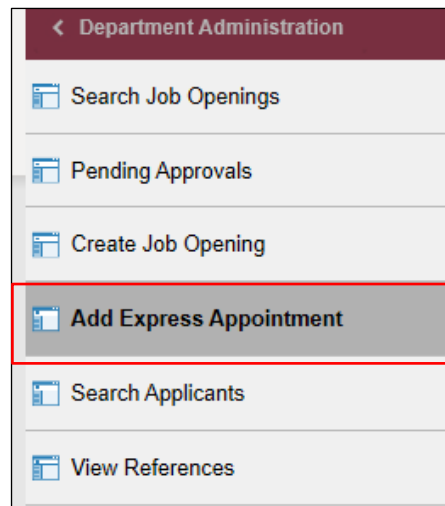 < Department Administration
Search Job Openings
Pending Approvals
Create Job Opening
Add Express Appointment
Search Applicants
View References